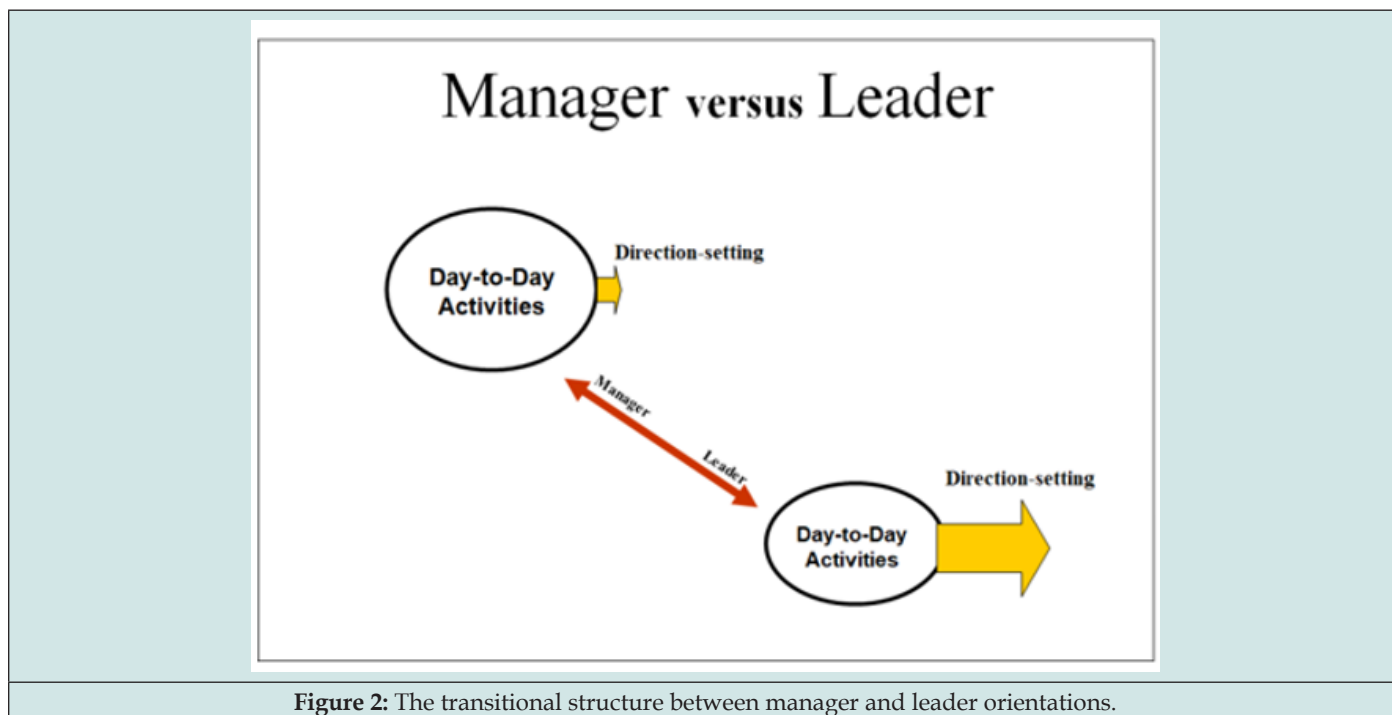 Manager versus Leader
Direction-setting
Day-to-Day
Activities
Manager
Leader
Direction-setting
Day-to-Day
Activities
Figure 2: The transitional structure between manager and leader orientations.